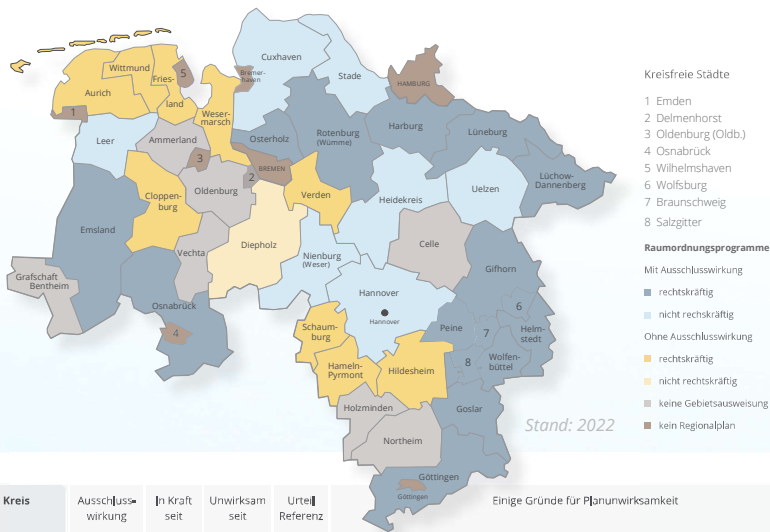 Cuxhaven
Stade
Bremer-
haven
HAMBURG
Wittmund
Aurich
Fries-
land
5
1
Weser-
marsch
Leer
Ammerland
3
Oldenburg
2
Osterholz
BREMEN
Rotenburg
(Wümme)
Harburg
Lüneburg
Lüchow-
Dannenberg
Uelzen
Heidekreis
Verden
Cloppen-
burg
Emsland
Vechta
Diepholz
Nienburg
(Weser)
Celle
Gifhorn
Grafschaft
Bentheim
Osnabrück
4
Hannover
Hannover
Schaum-
burg
Hameln-
Pyrmont
Hildesheim
Peine
6
7
Helm-
stedt
8
Wolfen-
büttel
Holzminden
Northeim
Goslar
Göttingen
Göttingen
Stand: 2022
Kreisfreie Städte
1 Emden
2 Delmenhorst
3 Oldenburg (Oldb.)
4 Osnabrück
5 Wilhelmshaven
6 Wolfsburg
7 Braunschweig
8 Salzgitter
Raumordnungsprogramme
Mit Ausschlusswirkung
rechtskräftig
nicht rechskräftig
Ohne Ausschlusswirkung
rechtskräftig
nicht rechtskräftig
keine Gebietsausweisung
kein Regionalplan
Kreis
Ausschluss-
wirkung
In Kraft
seit
Unwirksam
seit
Urteil
Referenz
Einige Gründe für Planunwirksamkeit